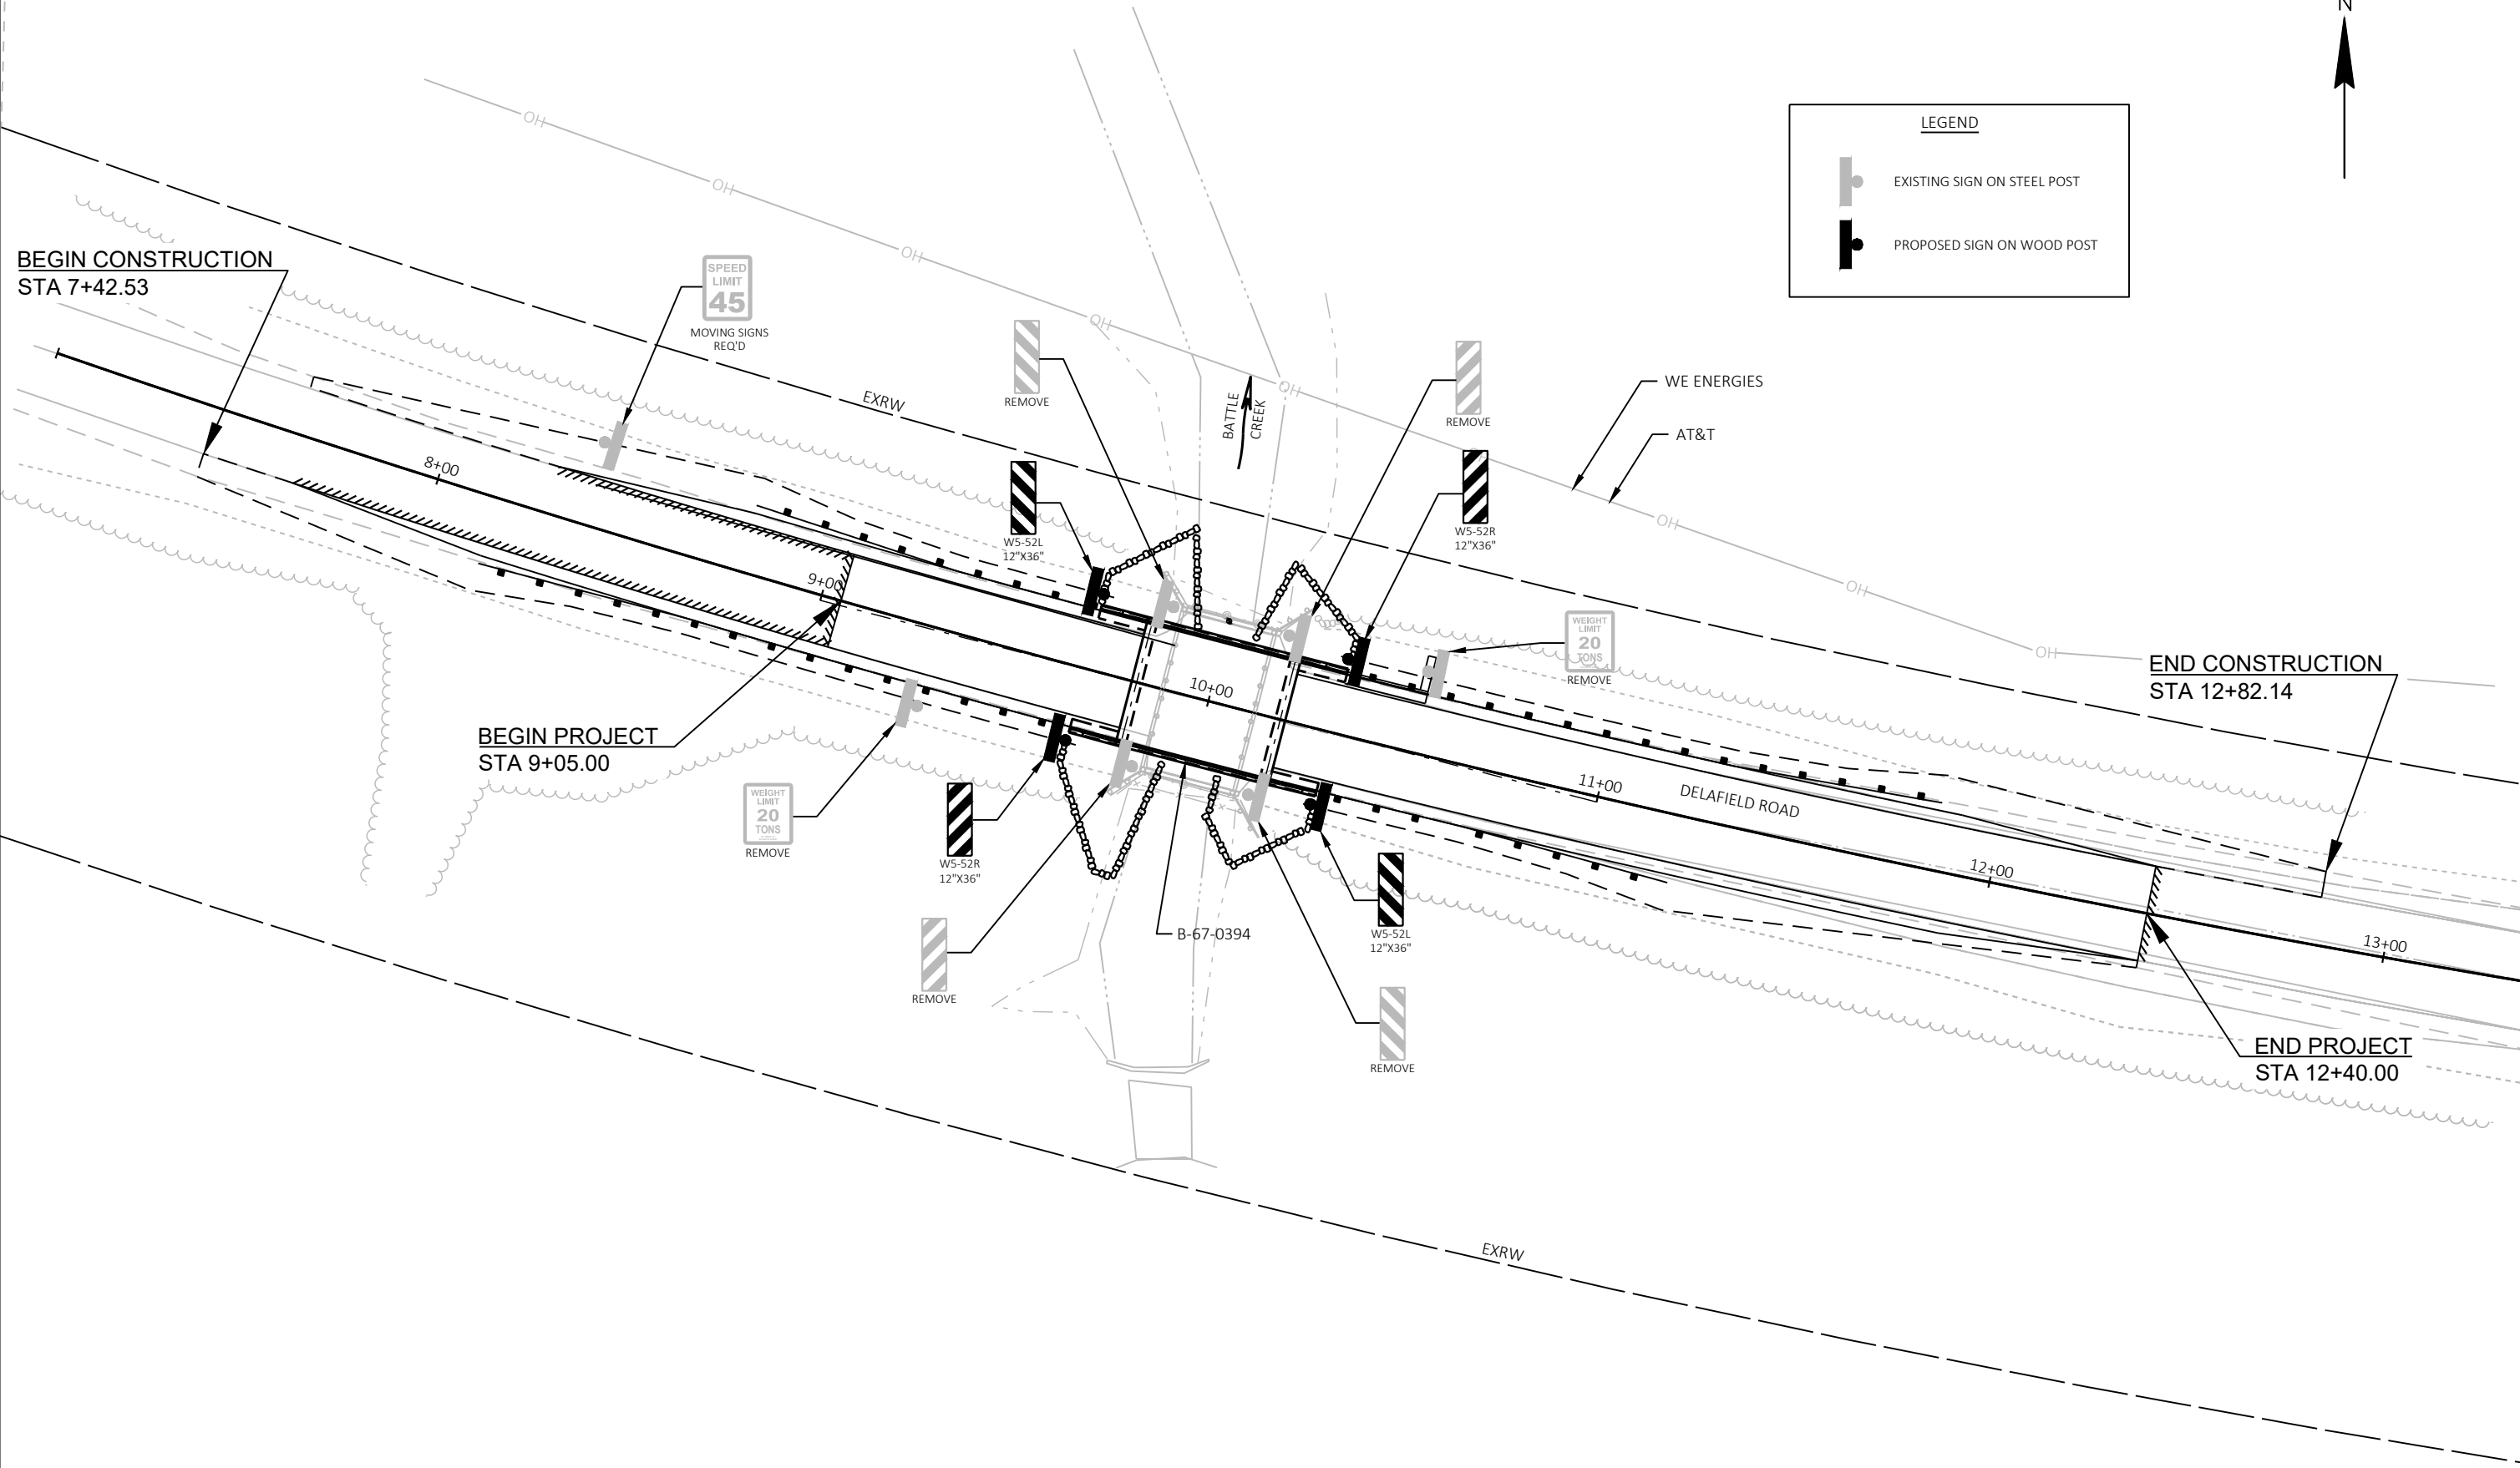 N
LEGEND
EXISTING SIGN ON STEEL POST
PROPOSED SIGN ON WOOD POST
OH
OH
OH
OH
OH
OH
OH
OH
BEGIN CONSTRUCTION
STA 7+42.53
SPEED
LIMIT
45
MOVING SIGNS
REQ'D
EXRW
REMOVE
BATTLE
CREEK
REMOVE
WE ENERGIES
AT&T
8+00
W5-52L
12"X36"
W5-52R
12"X36"
9+00
WEIGHT
LIMIT
20
TONS
REMOVE
END CONSTRUCTION
STA 12+82.14
10+00
BEGIN PROJECT
STA 9+05.00
11+00
DELAFIELD ROAD
WEIGHT
LIMIT
20
TONS
REMOVE
W5-52R
12"X36"
12+00
13+00
B-67-0394
W5-52L
12"X36"
REMOVE
REMOVE
END PROJECT
STA 12+40.00
EXRW